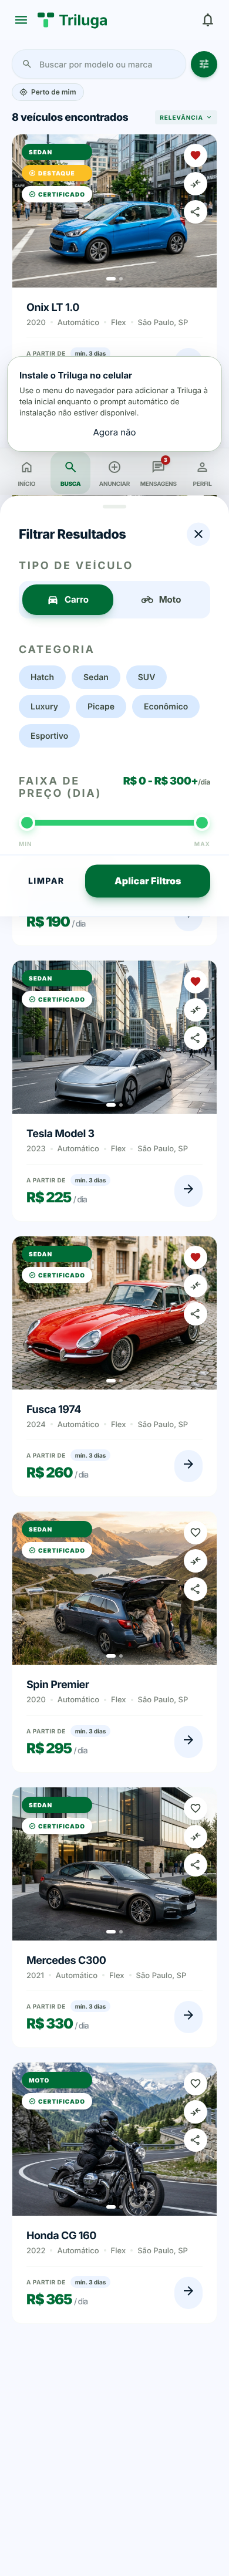 Triluga
Buscar por modelo ou marca
Perto de mim
8 veículos encontrados
RELEVÂNCIA
SEDAN
DESTAQUE
CERTIFICADO
Onix LT 1.0
2020 · Automático · Flex · São Paulo, SP
A PARTIR DE mín. 3 dias
Instale o Triluga no celular
Use o menu do navegador para adicionar a Triluga à tela inicial enquanto o prompt automático de instalação não estiver disponível.
Agora não
INÍCIO
BUSCA
ANUNCIAR
3
MENSAGENS
PERFIL
Filtrar Resultados
TIPO DE VEÍCULO
Carro
Moto
CATEGORIA
Hatch
Sedan
SUV
Luxury
Picape
Econômico
Esportivo
FAIXA DE
PREÇO (DIA)
R$ 0 - R$ 300+/dia
MIN
MAX
LIMPAR
Aplicar Filtros
R$ 190 / dia
SEDAN
CERTIFICADO
Tesla Model 3
2023 · Automático · Flex · São Paulo, SP
A PARTIR DE mín. 3 dias
R$ 225 / dia
SEDAN
CERTIFICADO
Fusca 1974
2024 · Automático · Flex · São Paulo, SP
A PARTIR DE mín. 3 dias
R$ 260 / dia
SEDAN
CERTIFICADO
Spin Premier
2020 · Automático · Flex · São Paulo, SP
A PARTIR DE mín. 3 dias
R$ 295 / dia
SEDAN
CERTIFICADO
Mercedes C300
2021 · Automático · Flex · São Paulo, SP
A PARTIR DE mín. 3 dias
R$ 330 / dia
MOTO
CERTIFICADO
Honda CG 160
2022 · Automático · Flex · São Paulo, SP
A PARTIR DE mín. 3 dias
R$ 365 / dia